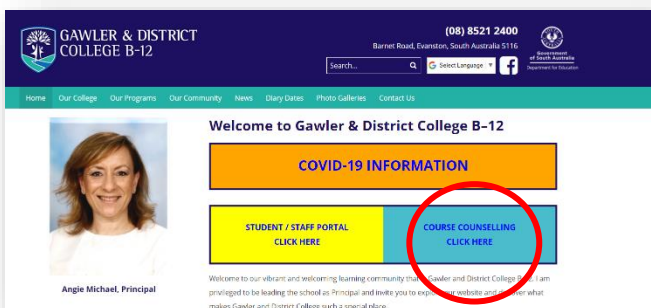 GAWLER & DISTRICT
COLLEGE B-12
(08) 8521 2400
Barnet Road, Evanston, South Australia 5116
Search...
G Select Language ▼
f
Government
of South Australia
Department for Education
Home Our College Our Programs Our Community News Diary Dates Photo Galleries Contact Us
Welcome to Gawler & District College B–12
COVID-19 INFORMATION
STUDENT / STAFF PORTAL
CLICK HERE
COURSE COUNSELLING
CLICK HERE
Angie Michael, Principal
Welcome to our vibrant and welcoming learning community that Gawler and District College I am
privileged to be leading the school as Principal and invite you to our website and what
makes Gawler and District College such a special place.